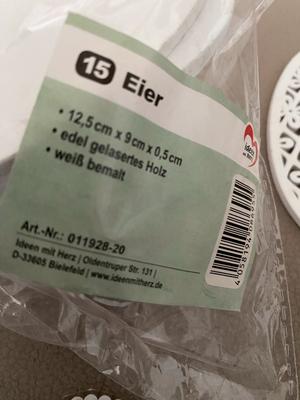 15 Eier
• 12,5 cm x 9 cm x 0,5 cm
• edel gelasertes Holz
• weiß bemalt
Art.-Nr.: 011928-20
Ideen mit Herz | Oldentruper Str. 131 |
D-33605 Bielefeld | www.ideenmitherz.de